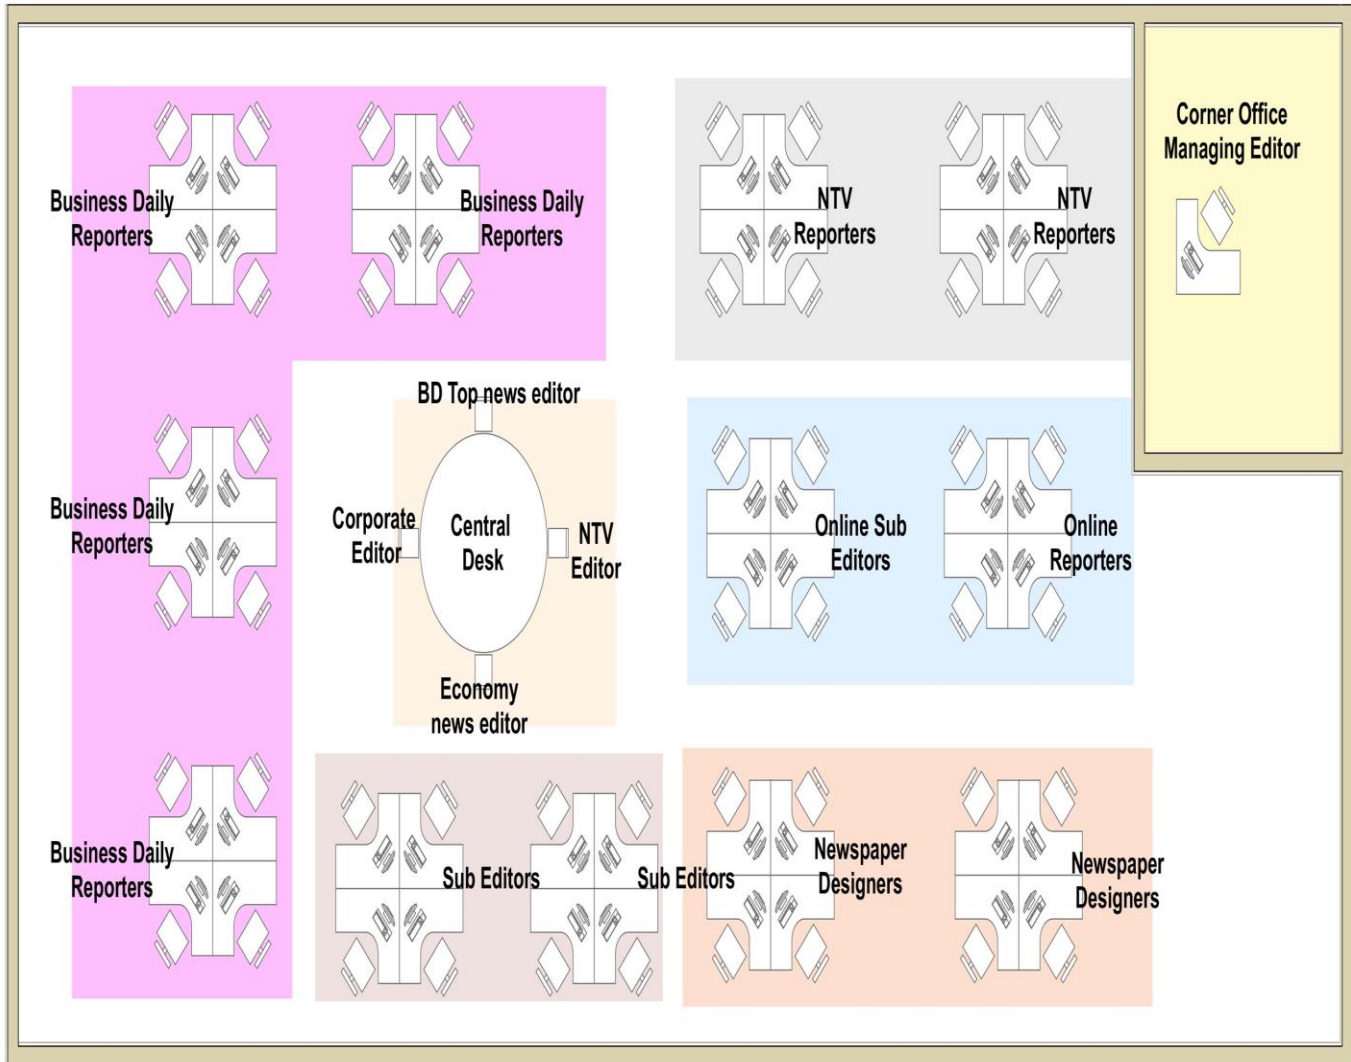 Corner Office
Managing Editor
Business Daily
Reporters
Business Daily
Reporters
NTV
Reporters
NTV
Reporters
BD Top news editor
Business Daily
Reporters
Corporate
Editor
Central
Desk
NTV
Editor
Online Sub
Editors
Online
Reporters
Economy
news editor
Business Daily
Reporters
Sub Editors
Sub Editors
Newspaper
Designers
Newspaper
Designers